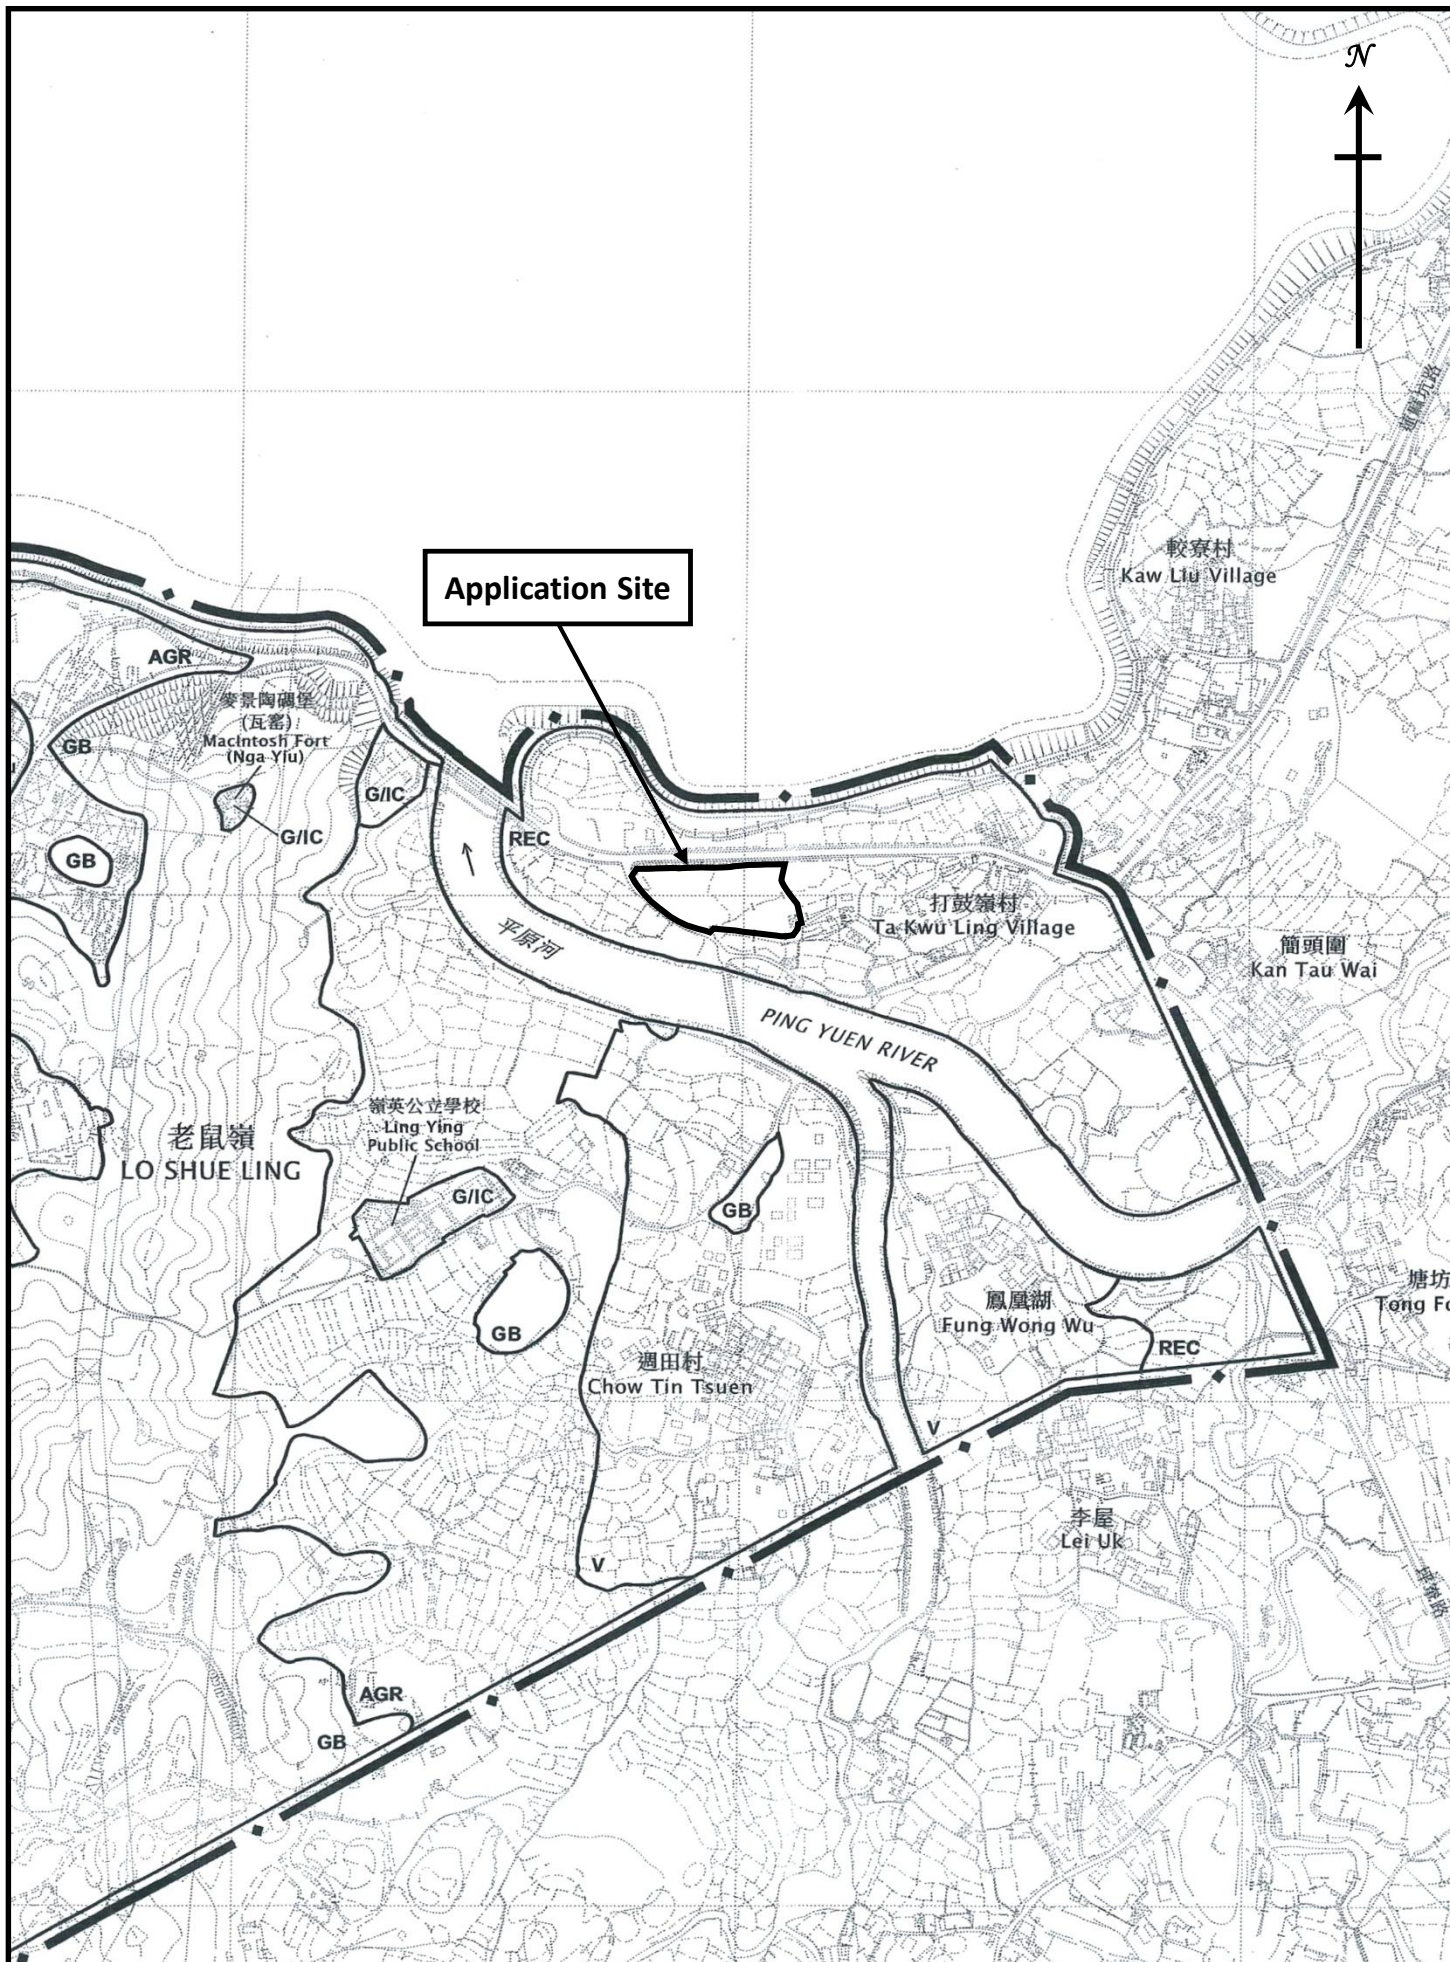 N
較寮村
Kaw Liu Village
Application Site
AGR
麥景陶碉堡
(瓦窰)
MacIntosh Fort
(Nga Yiu)
GB
G/IC
G/IC
GB
REC
打鼓嶺村
Ta Kwu Ling Village
簡頭圍
Kan Tau Wai
平原河
PING YUEN RIVER
嶺英公立學校
Ling Ying
Public School
老鼠嶺
LO SHUE LING
G/IC
GB
GB
鳳凰湖
Fung Wong Wu
塘坊
Tong
REC
週田村
Chow Tin Tsuen
V
李屋
Lei Uk
V
AGR
GB